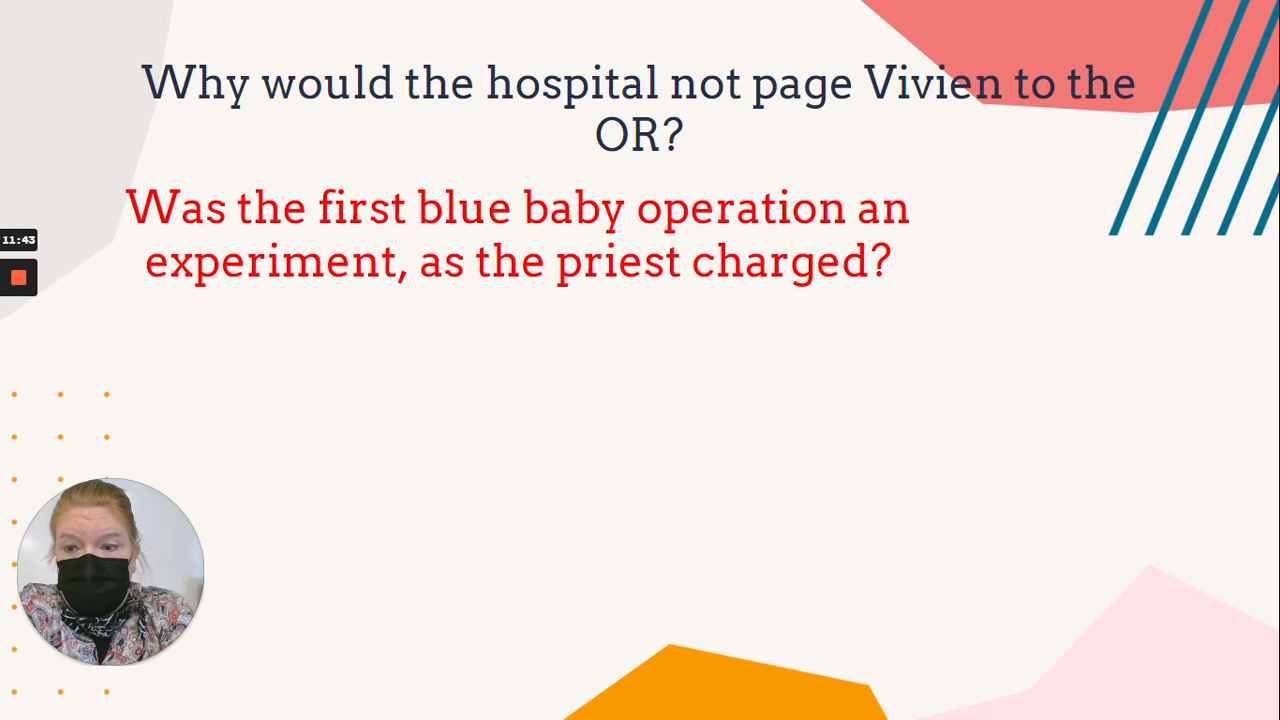 Why would the hospital not page Vivien to the
OR?
Was the first blue baby operation an
experiment, as the priest charged?
11:43